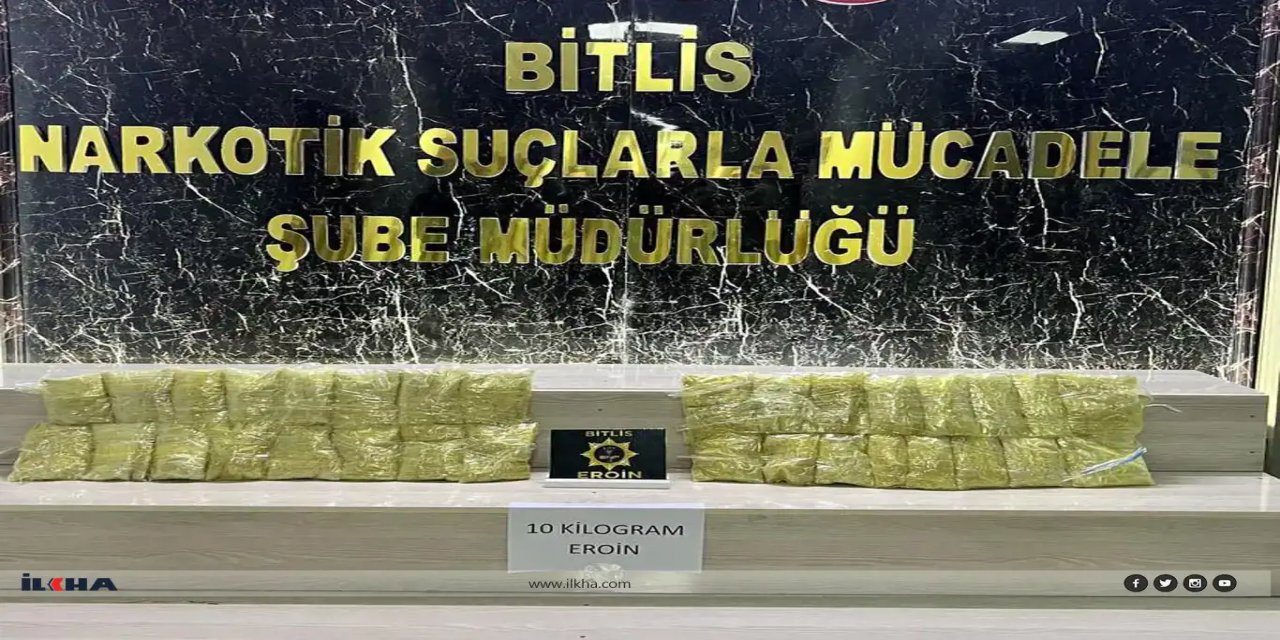 BİTLİS
NARKOTİK SUÇLARLA MÜCADELE
ŞUBE MÜDÜRLÜĞÜ
BİTLİS
EROİN
10 KİLOGRAM
EROİN
İLKHA
www.ilkha.com